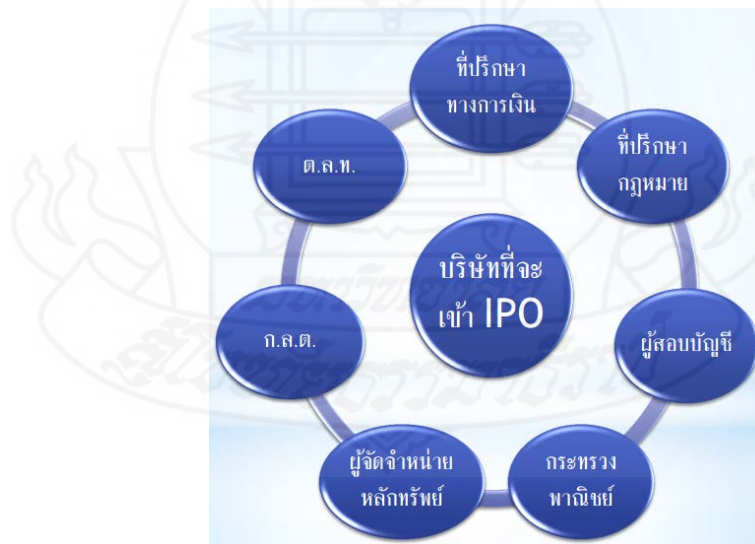 ที่ปรึกษา
ทางการเงิน
ที่ปรึกษา
กฎหมาย
ผู้สอบบัญชี
กระทรวง
พาณิชย์
ผู้จัดจำหน่าย
หลักทรัพย์
ก.ล.ต.
ต.ล.ท.
บริษัทที่จะ
เข้า IPO